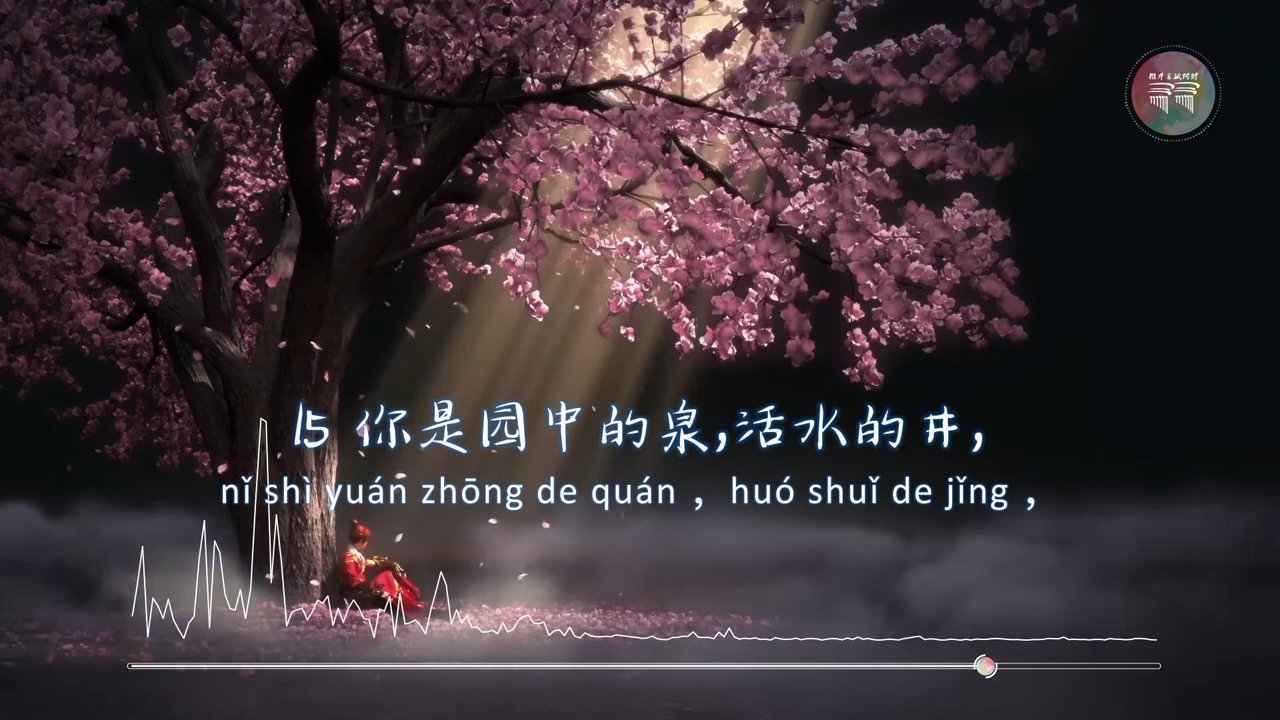 15 你是园中的泉,活水的井,
nǐ shì yuán zhōng de quán , huó shuǐ de jǐng ,